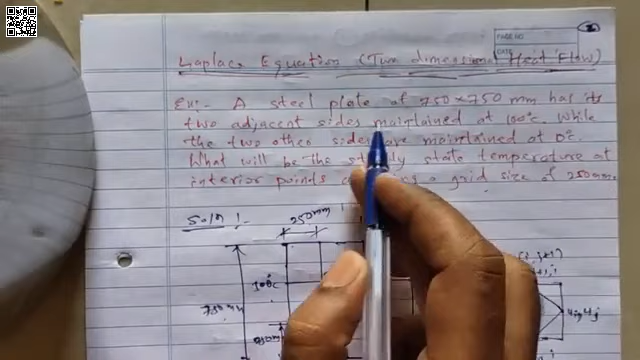 PAGE NO
DATE
Laplace Equation (Two dimensional Heat Flow)
Ex:- A steel plate of 750 x 750 mm has its
two adjacent sides maintained at 100°C. While
the two other sides are maintained at 0°C.
What will be the steady state temperature at
interior points a grid size of 250mm
Soln :-
250mm
100°C
750mm